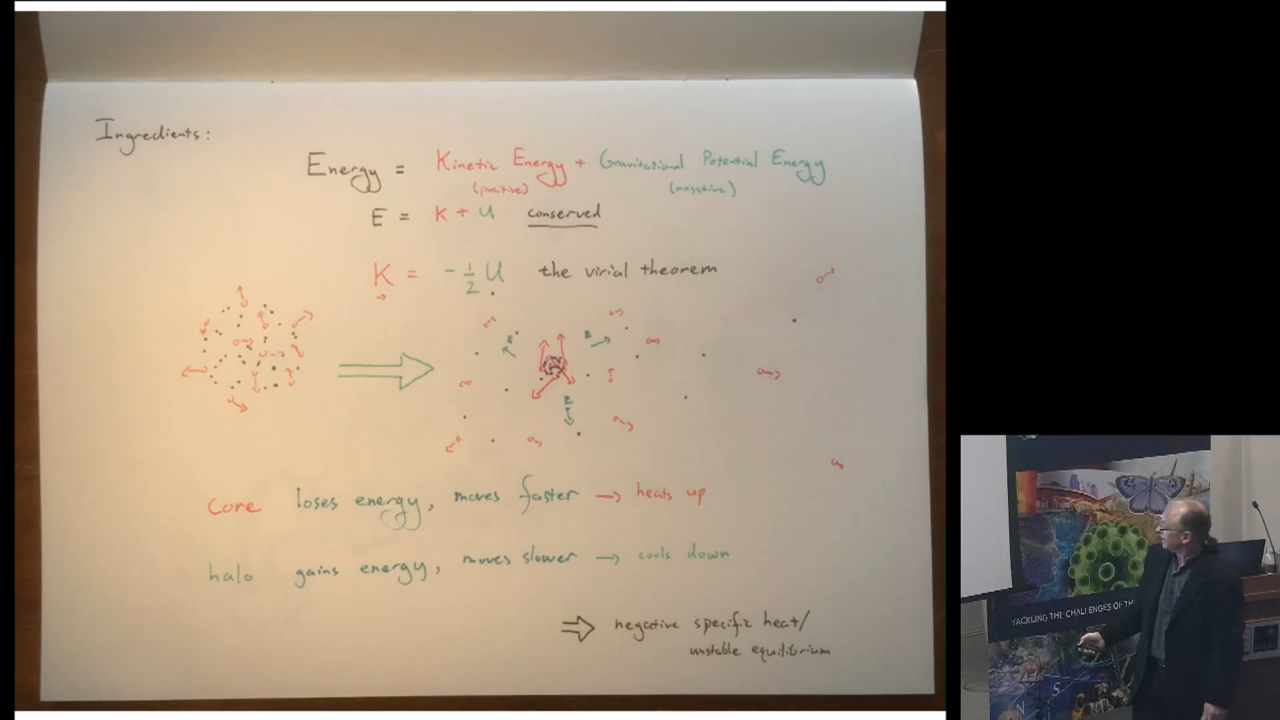 Ingredients:
Energy = Kinetic Energy + Gravitational Potential Energy
(positive) (negative)
E = K + U conserved
K = -1/2 U the virial theorem
core loses energy, moves faster → heats up
halo gains energy, moves slower → cools down
⇒ negative specific heat/
unstable equilibrium
TACKLING THE CHALLENGES OF TH
N S